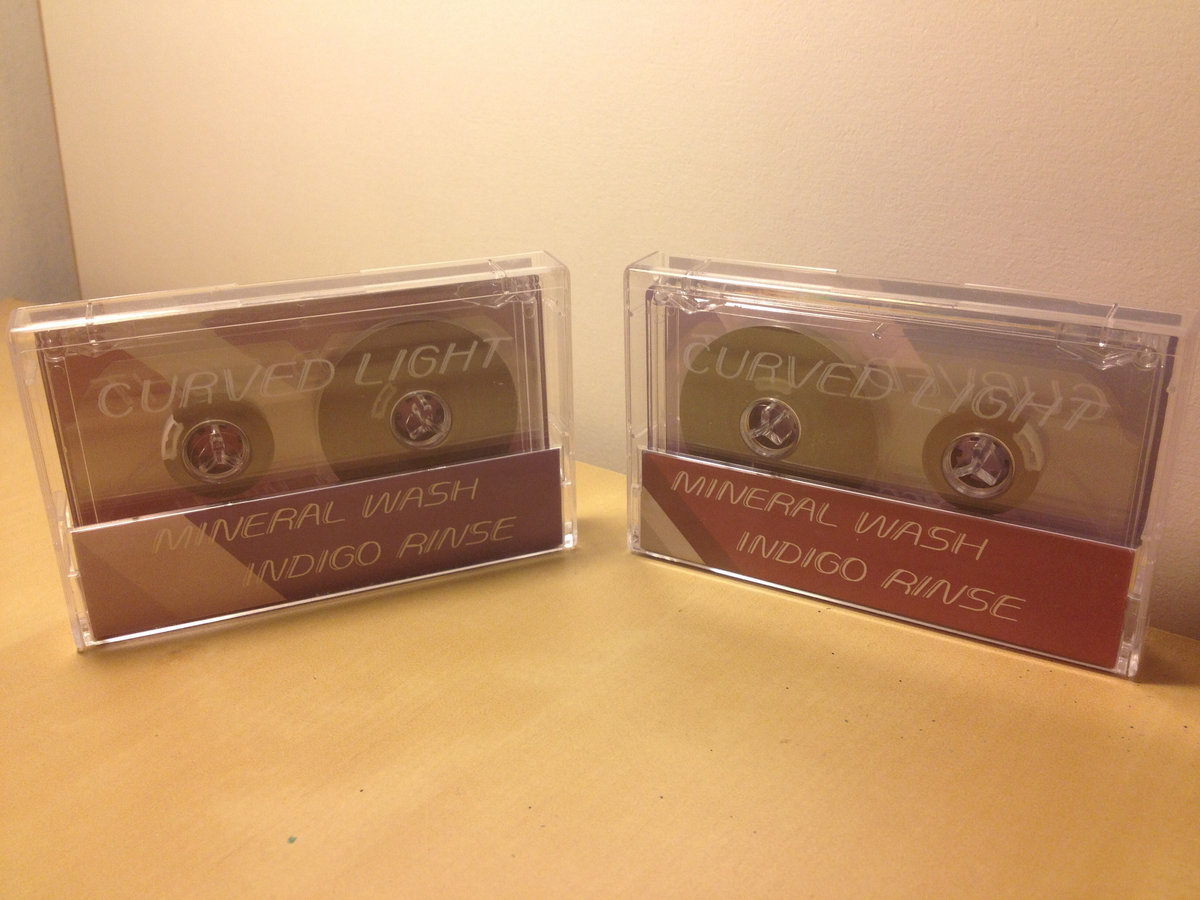 CURVED LIGHT
MINERAL WASH
INDIGO RINSE
CURVED LIGHT
MINERAL WASH
INDIGO RINSE